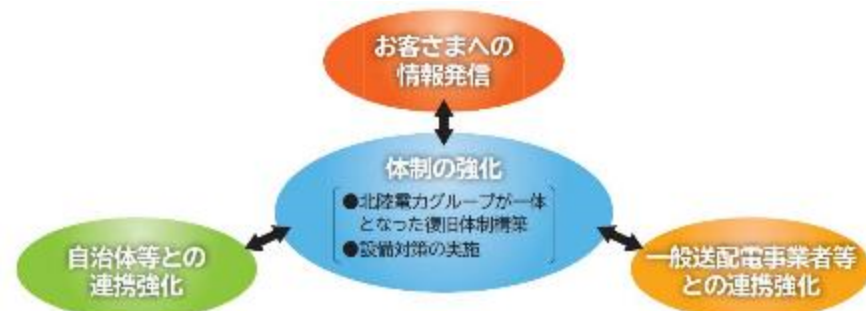 お客さまへの
情報発信
体制の強化
●北陸電力グループが一体
となった復旧体制構築
●設備対策の実施
自治体等との
連携強化
一般送配電事業者等
との連携強化